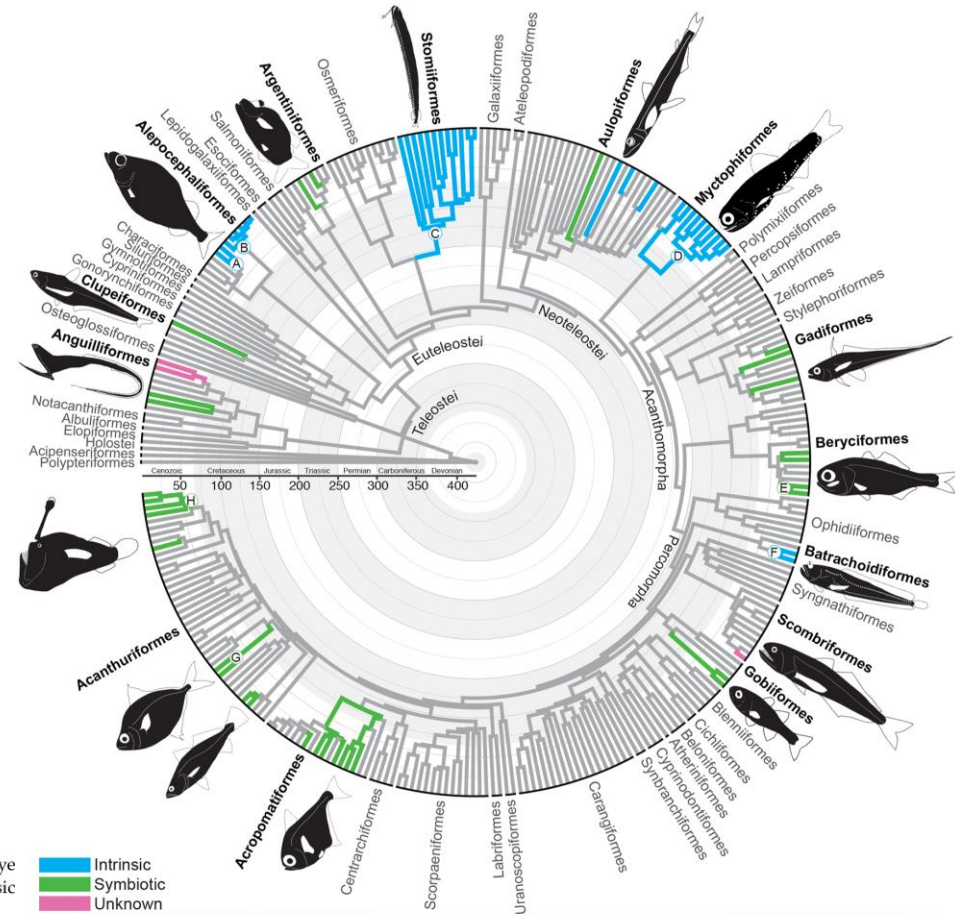 Polypteriformes
Acipenseriformes
Holostei
Elopiformes
Albuliformes
Notacanthiformes
Anguilliformes
Osteoglossiformes
Clupeiformes
Gonorynchiformes
Cypriniformes
Gymnotiformes
Siluriformes
Characiformes
Alepocephaliformes
Lepidogalaxiiformes
Esociformes
Salmoniformes
Argentiniformes
Osmeriformes
Stomiiformes
Galaxiiformes
Ateleopodiformes
Aulopiformes
Myctophiformes
Polymixiiformes
Percopsiformes
Lampriformes
Zeiformes
Stylephoriformes
Gadiformes
Beryciformes
Ophidiiformes
Batrachoidiformes
Syngnathiformes
Scombriformes
Gobiiformes
Blenniiformes
Cichliformes
Beloniformes
Atheriniformes
Cyprinodontiformes
Synbranchiformes
Carangiformes
Uranoscopiformes
Labriformes
Scorpaeniformes
Centrarchiformes
Acropomatiformes
Acanthuriformes
A
B
C
D
E
F
G
H
Teleostei
Euteleostei
Neoteleostei
Acanthomorpha
Percomorpha
Cenozoic Cretaceous Jurassic Triassic Permian Carboniferous Devonian
50 100 150 200 250 300 350 400
ye
sic
Intrinsic
Symbiotic
Unknown